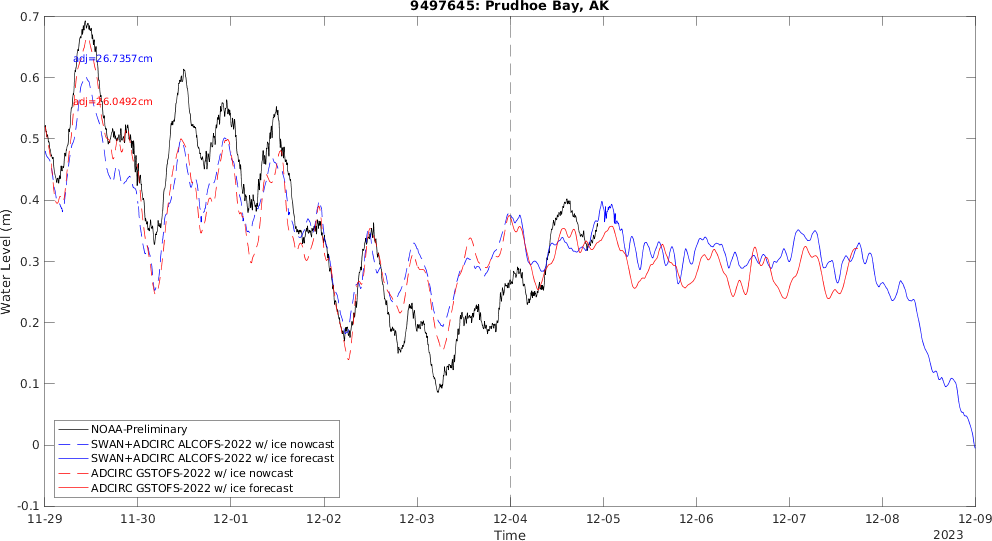 9497645: Prudhoe Bay, AK
0.7
0.6
0.5
0.4
0.3
0.2
0.1
0
-0.1
Water Level (m)
adj=26.7357cm
adj=26.0492cm
NOAA-Preliminary
SWAN+ADCIRC ALCOFS-2022 w/ ice nowcast
SWAN+ADCIRC ALCOFS-2022 w/ ice forecast
ADCIRC GSTOFS-2022 w/ ice nowcast
ADCIRC GSTOFS-2022 w/ ice forecast
11-29 11-30 12-01 12-02 12-03 12-04 12-05 12-06 12-07 12-08 12-09
Time
2023